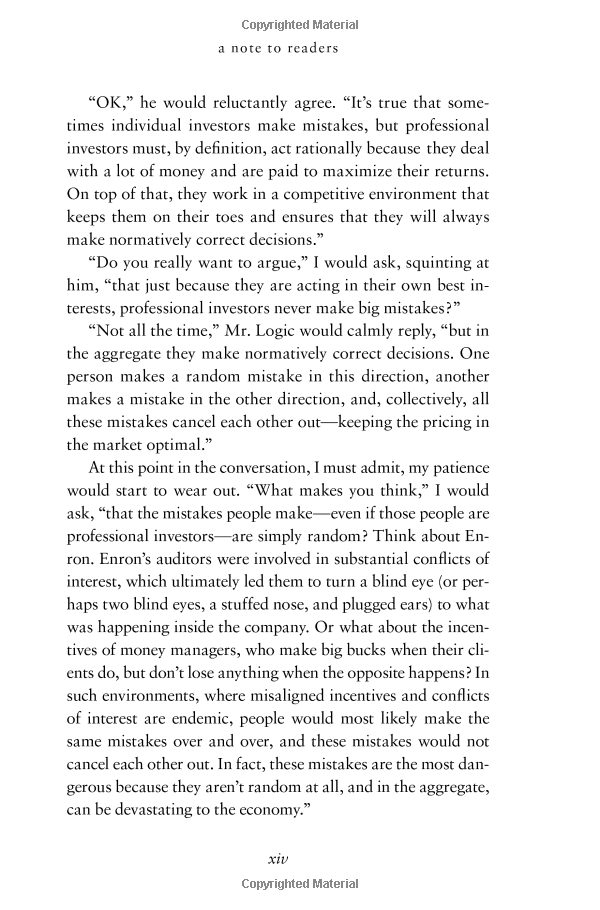 Copyrighted Material
a note to readers
“OK,” he would reluctantly agree. “It’s true that some-
times individual investors make mistakes, but professional
investors must, by definition, act rationally because they deal
with a lot of money and are paid to maximize their returns.
On top of that, they work in a competitive environment that
keeps them on their toes and ensures that they will always
make normatively correct decisions.”
“Do you really want to argue,” I would ask, squinting at
him, “that just because they are acting in their own best in-
terests, professional investors never make big mistakes?”
“Not all the time,” Mr. Logic would calmly reply, “but in
the aggregate they make normatively correct decisions. One
person makes a random mistake in this direction, another
makes a mistake in the other direction, and, collectively, all
these mistakes cancel each other out—keeping the pricing in
the market optimal.”
At this point in the conversation, I must admit, my patience
would start to wear out. “What makes you think,” I would
ask, “that the mistakes people make—even if those people are
professional investors—are simply random? Think about En-
ron. Enron’s auditors were involved in substantial conflicts of
interest, which ultimately led them to turn a blind eye (or per-
haps two blind eyes, a stuffed nose, and plugged ears) to what
was happening inside the company. Or what about the incen-
tives of money managers, who make big bucks when their cli-
ents do, but don’t lose anything when the opposite happens? In
such environments, where misaligned incentives and conflicts
of interest are endemic, people would most likely make the
same mistakes over and over, and these mistakes would not
cancel each other out. In fact, these mistakes are the most dan-
gerous because they aren’t random at all, and in the aggregate,
can be devastating to the economy.”
xiv
Copyrighted Material